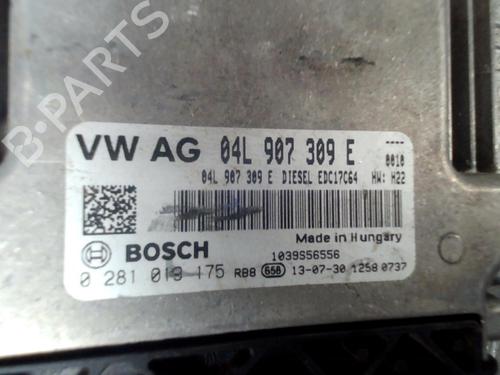 B-PARTS
VW AG 04L 907 309 E 0010
04L 907 309 E DIESEL EDC17C64 HW: H22
Made in Hungary
BOSCH 1039S56556
0 281 019 175 RB8 658 13-07-30 1258 0737